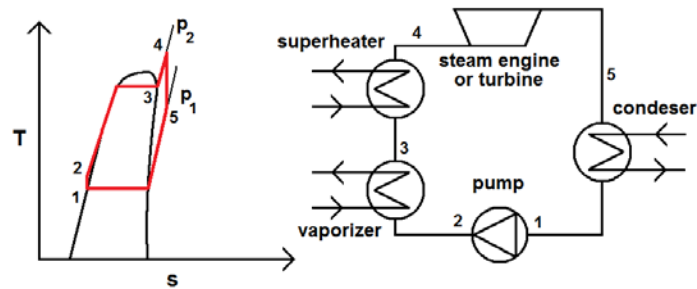 T
s
1
2
3
4
5
p2
p1
superheater
4
steam engine
or turbine
5
condeser
3
vaporizer
2
pump
1